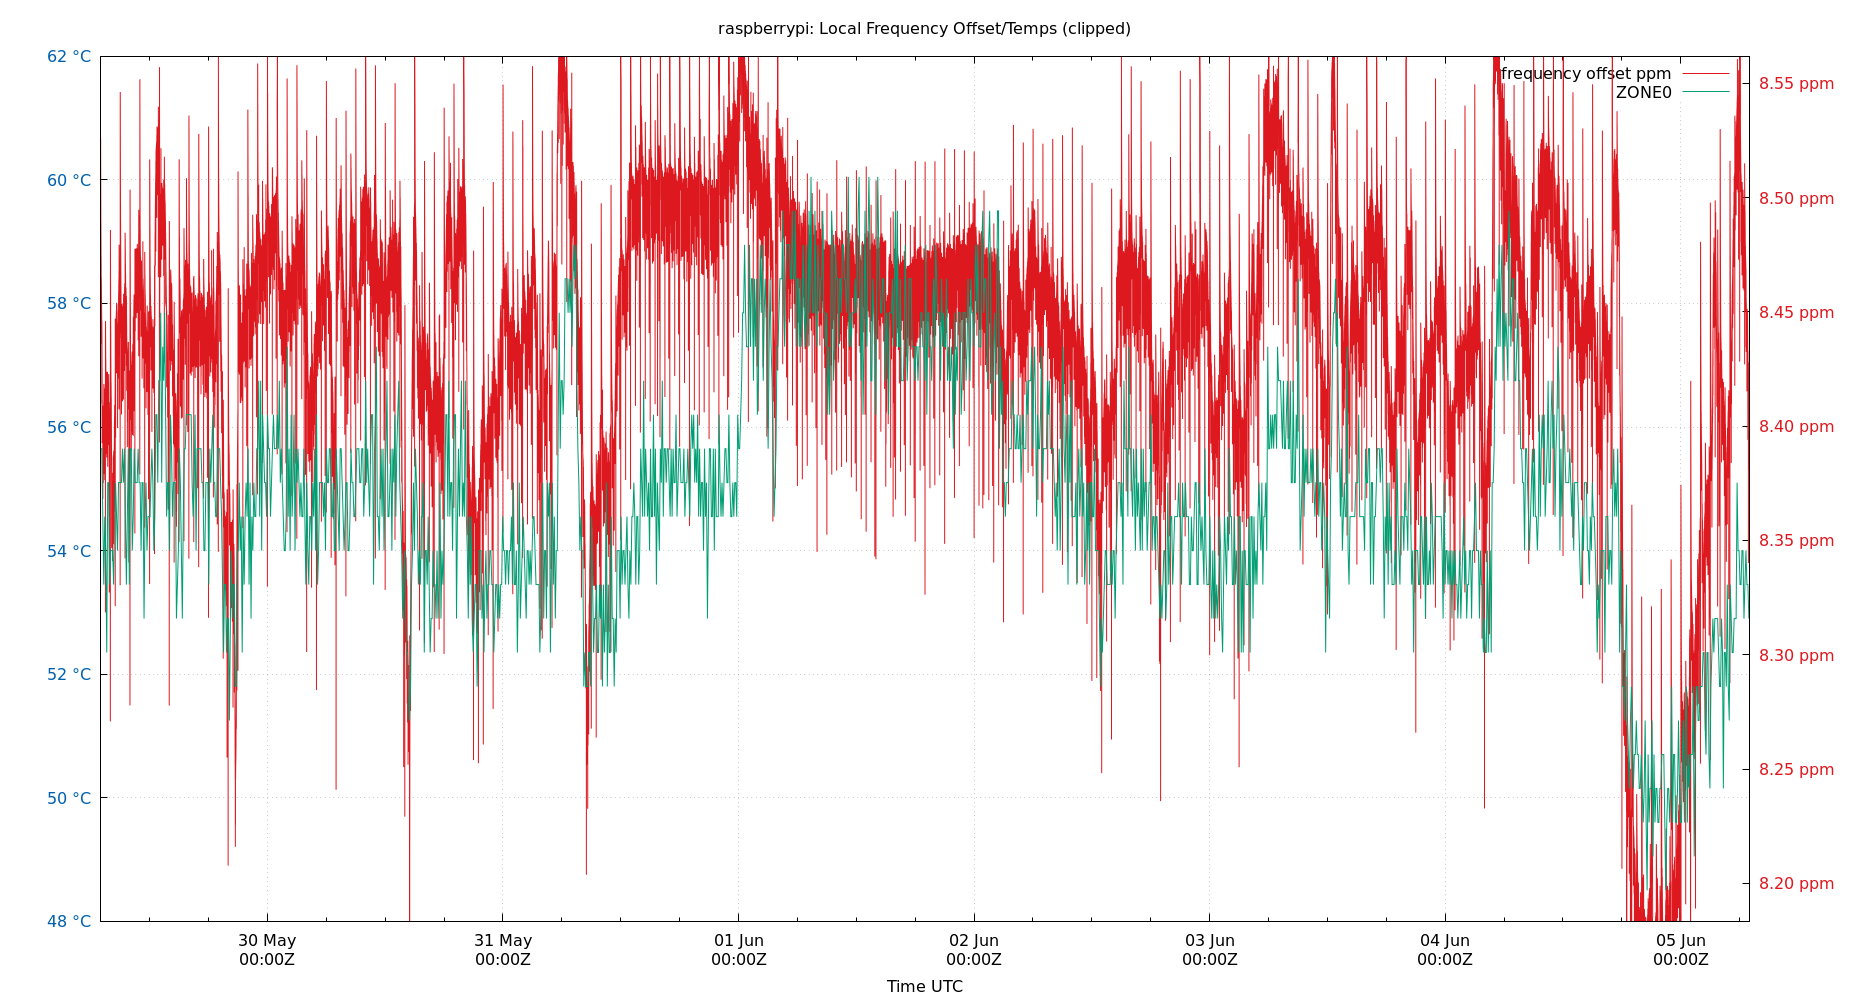 raspberrypi: Local Frequency Offset/Temps (clipped)
frequency offset ppm
ZONE0
62 °C
60 °C
58 °C
56 °C
54 °C
52 °C
50 °C
48 °C
8.55 ppm
8.50 ppm
8.45 ppm
8.40 ppm
8.35 ppm
8.30 ppm
8.25 ppm
8.20 ppm
30 May
00:00Z
31 May
00:00Z
01 Jun
00:00Z
02 Jun
00:00Z
03 Jun
00:00Z
04 Jun
00:00Z
05 Jun
00:00Z
Time UTC